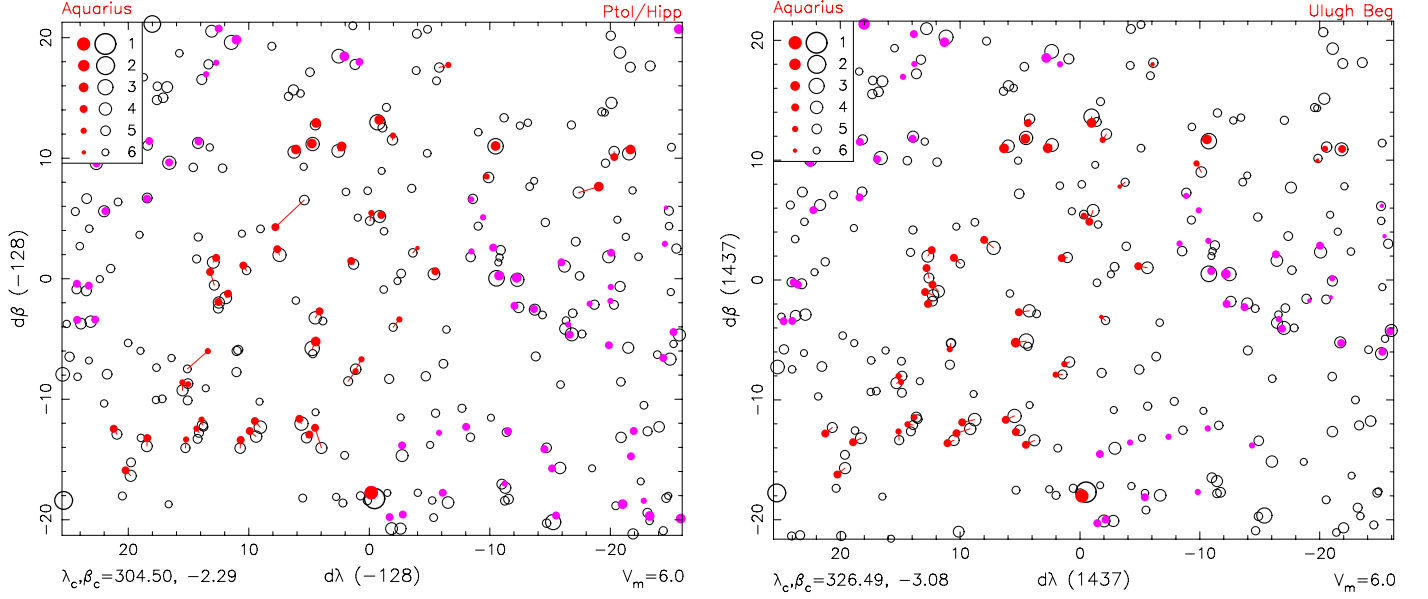 Aquarius
Ptol/Hipp
1
2
3
4
5
6
20
10
0
−10
−20
dβ (−128)
20
10
0
−10
−20
λc,βc=304.50, −2.29
dλ (−128)
Vm=6.0
Aquarius
Ulugh Beg
1
2
3
4
5
6
20
10
0
−10
−20
dβ (1437)
20
10
0
−10
−20
λc,βc=326.49, −3.08
dλ (1437)
Vm=6.0